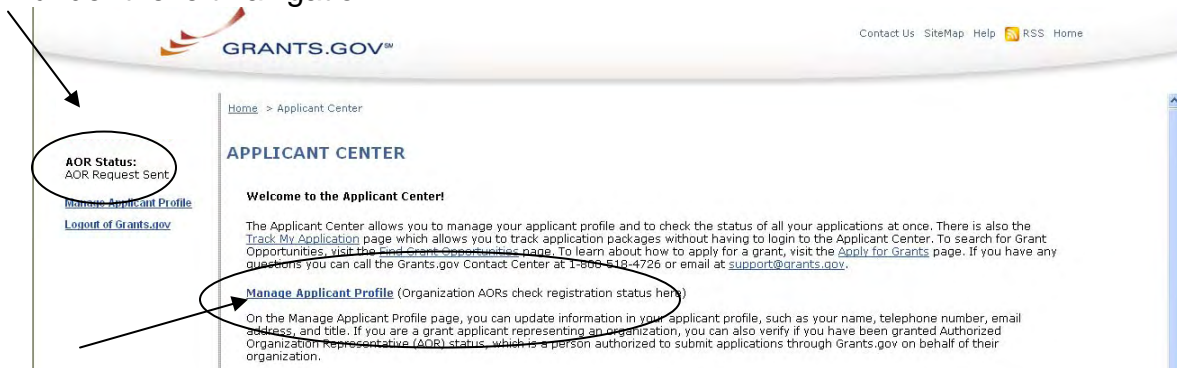 GRANTS.GOV℠
Contact Us SiteMap Help RSS Home
Home > Applicant Center
AOR Status:
AOR Request Sent
Manage Applicant Profile
Logout of Grants.gov
APPLICANT CENTER
Welcome to the Applicant Center!
The Applicant Center allows you to manage your applicant profile and to check the status of all your applications at once. There is also the
Track My Application page which allows you to track application packages without having to login to the Applicant Center. To search for Grant
Opportunities, visit the Find Grant Opportunities page. To learn about how to apply for a grant, visit the Apply for Grants page. If you have any
questions you can call the Grants.gov Contact Center at 1-800-518-4726 or email at support@grants.gov.
Manage Applicant Profile (Organization AORs check registration status here)
On the Manage Applicant Profile page, you can update information in your applicant profile, such as your name, telephone number, email
address, and title. If you are a grant applicant representing an organization, you can also verify if you have been granted Authorized
Organization Representative (AOR) status, which is a person authorized to submit applications through Grants.gov on behalf of their
organization.